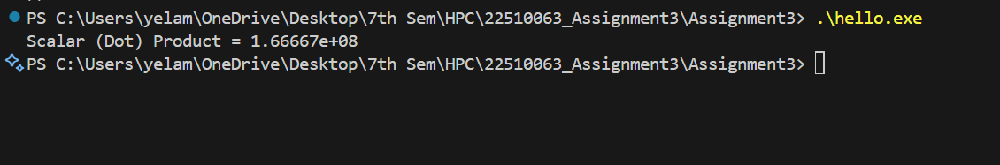 PS C:\Users\yelam\OneDrive\Desktop\7th Sem\HPC\22510063_Assignment3\Assignment3> .\hello.exe
Scalar (Dot) Product = 1.66667e+08
PS C:\Users\yelam\OneDrive\Desktop\7th Sem\HPC\22510063_Assignment3\Assignment3>